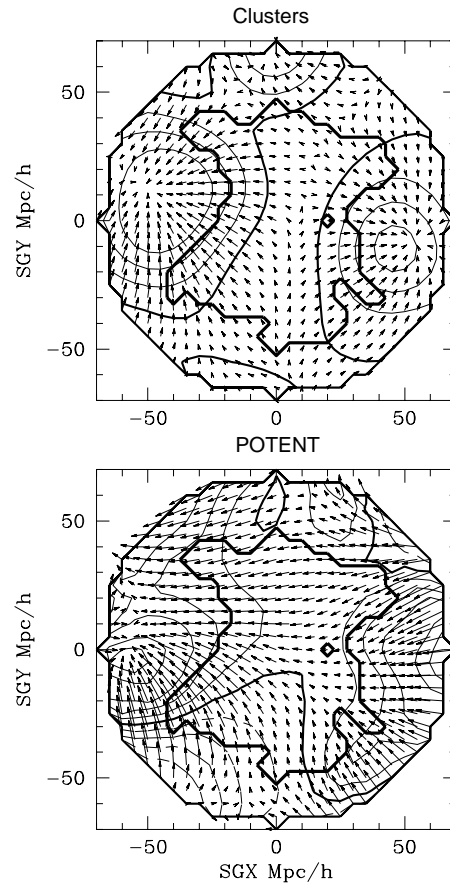 Clusters
50
0
−50
SGY Mpc/h
−50 0 50
POTENT
50
0
−50
SGY Mpc/h
−50 0 50
SGX Mpc/h